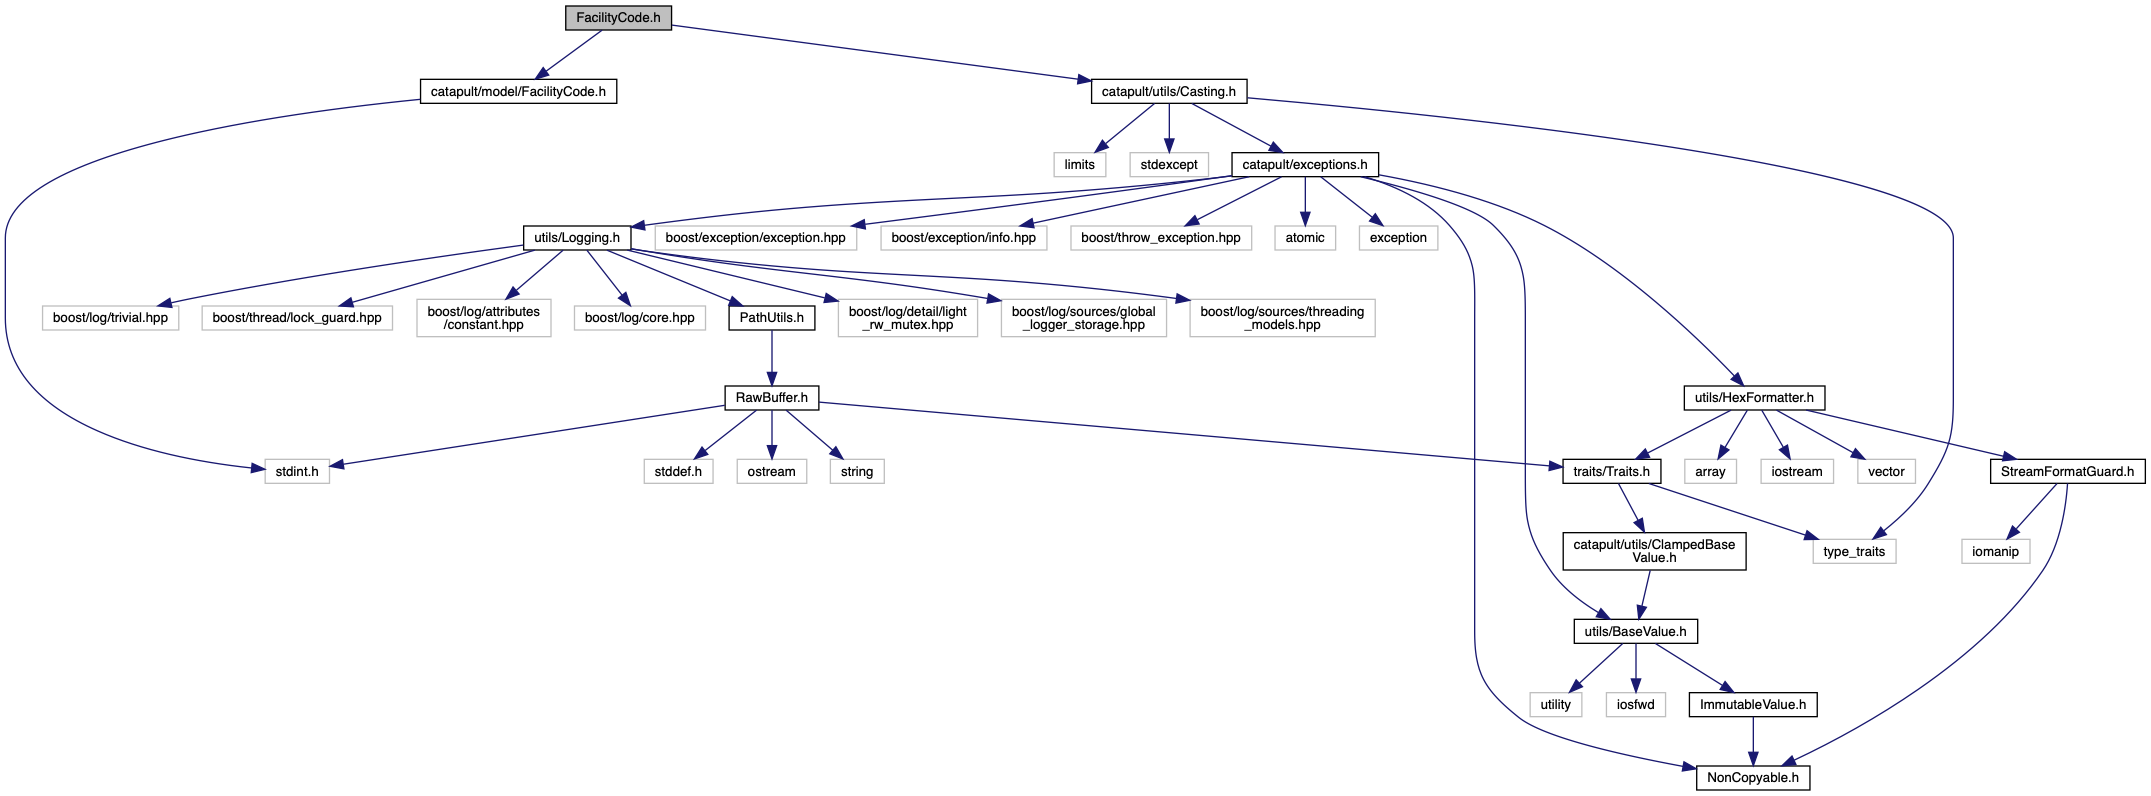 FacilityCode.h
catapult/model/FacilityCode.h
catapult/utils/Casting.h
limits
stdexcept
catapult/exceptions.h
utils/Logging.h
boost/exception/exception.hpp
boost/exception/info.hpp
boost/throw_exception.hpp
atomic
exception
boost/log/trivial.hpp
boost/thread/lock_guard.hpp
boost/log/attributes
/constant.hpp
boost/log/core.hpp
PathUtils.h
boost/log/detail/light
_rw_mutex.hpp
boost/log/sources/global
_logger_storage.hpp
boost/log/sources/threading
_models.hpp
RawBuffer.h
utils/HexFormatter.h
stdint.h
stddef.h
ostream
string
traits/Traits.h
array
iostream
vector
StreamFormatGuard.h
catapult/utils/ClampedBase
Value.h
type_traits
iomanip
utils/BaseValue.h
utility
iosfwd
ImmutableValue.h
NonCopyable.h